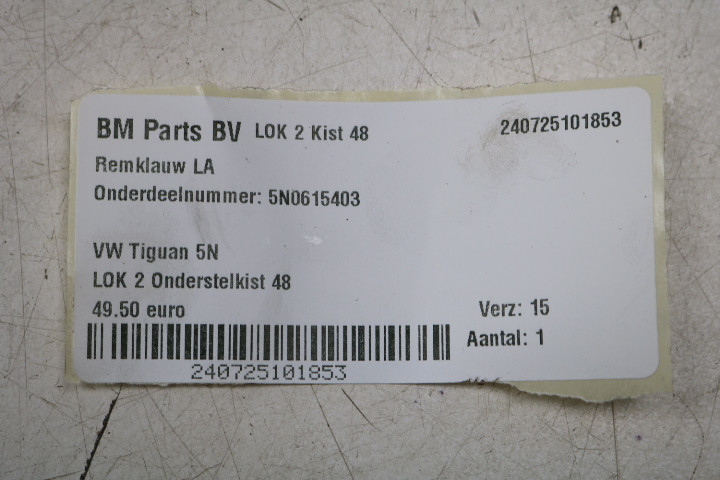 BM Parts BV LOK 2 Kist 48 240725101853
Remklauw LA
Onderdeelnummer: 5N0615403
VW Tiguan 5N
LOK 2 Onderstelkist 48
49.50 euro Verz: 15
Aantal: 1
240725101853